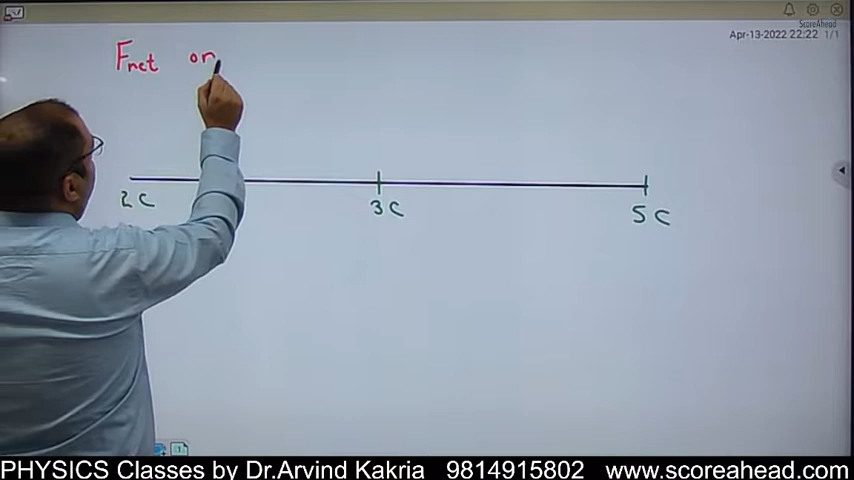 ScoreAhead
Apr-13-2022 22:22 1/1
Fnet on
2C 3C 5C
PHYSICS Classes by Dr.Arvind Kakria 9814915802 www.scoreahead.com